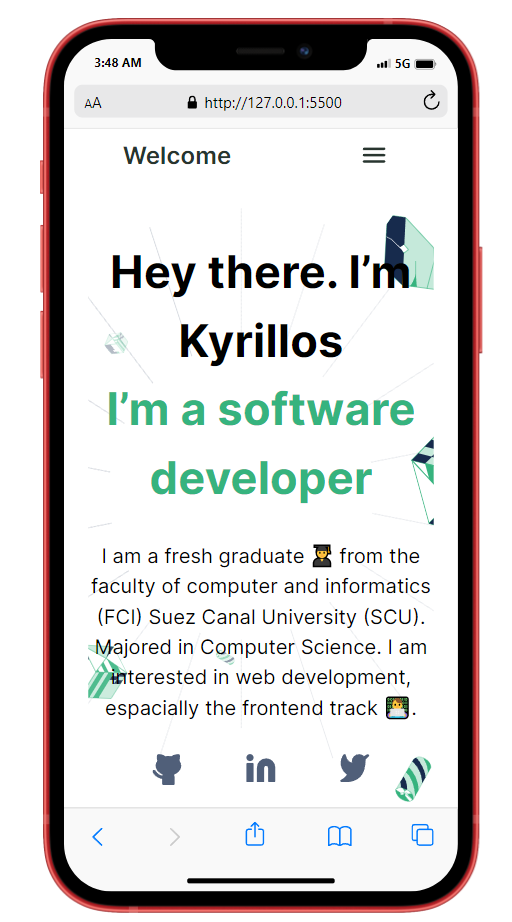 3:48 AM 5G
AA http://127.0.0.1:5500
Welcome
Hey there. I’m
Kyrillos
I’m a software
developer
I am a fresh graduate 👨‍🎓 from the
faculty of computer and informatics
(FCI) Suez Canal University (SCU).
Majored in Computer Science. I am
interested in web development,
espacially the frontend track 👨‍💻.
in